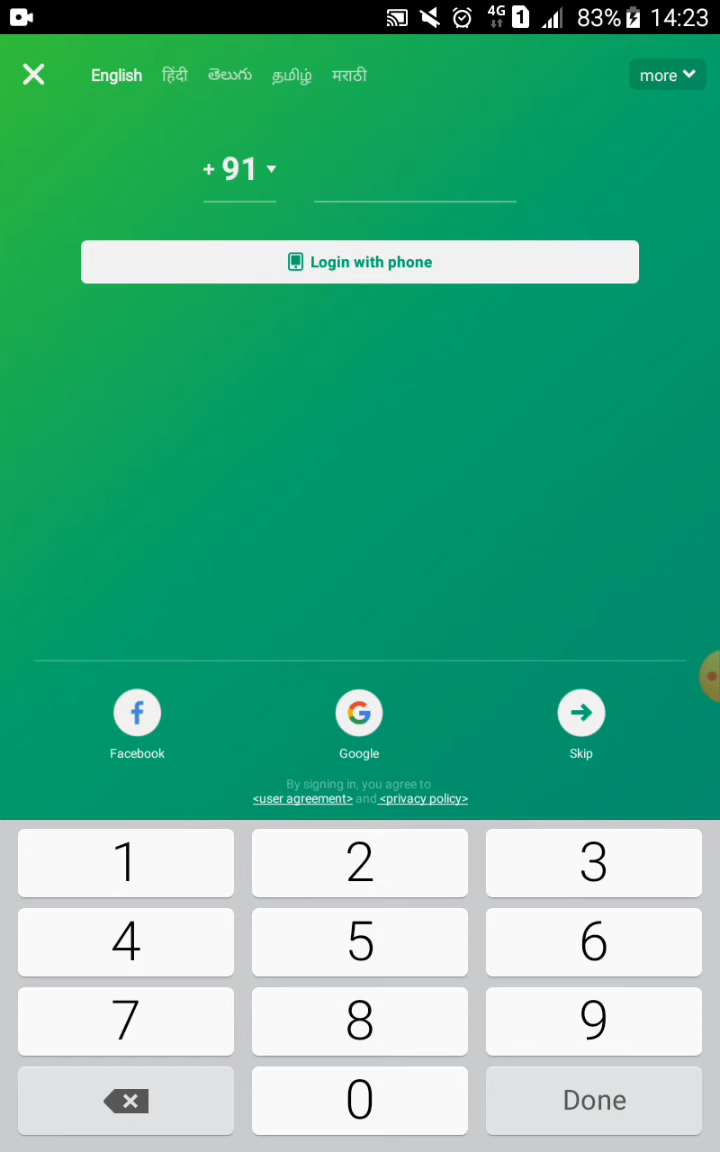 4G 1 83% 14:23
English हिंदी తెలుగు தமிழ் मराठी more
+ 91
Login with phone
Facebook Google Skip
By signing in, you agree to
<user agreement> and <privacy policy>
1 2 3
4 5 6
7 8 9
0 Done